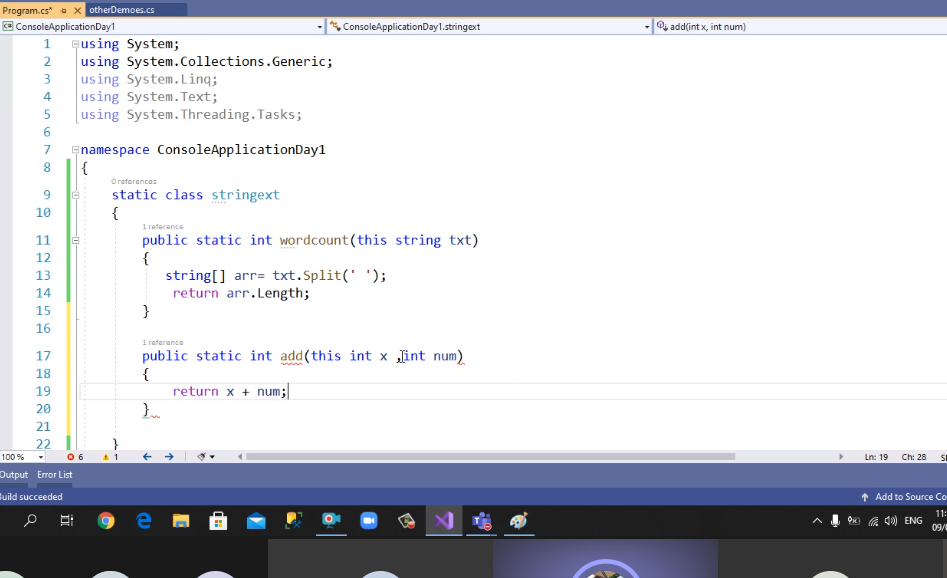 Program.cs*
otherDemoes.cs
ConsoleApplicationDay1
ConsoleApplicationDay1.stringext
add(int x, int num)
1 using System;
2 using System.Collections.Generic;
3 using System.Linq;
4 using System.Text;
5 using System.Threading.Tasks;
6
7 namespace ConsoleApplicationDay1
8 {
0 references
9 static class stringext
10 {
1 reference
11 public static int wordcount(this string txt)
12 {
13 string[] arr= txt.Split(' ');
14 return arr.Length;
15 }
16
1 reference
17 public static int add(this int x ,int num)
18 {
19 return x + num;
20 }
21
22 }
100 %
6
1
Ln: 19 Ch: 28
Output Error List
Build succeeded
Add to Source Co
ENG
11:
09/0